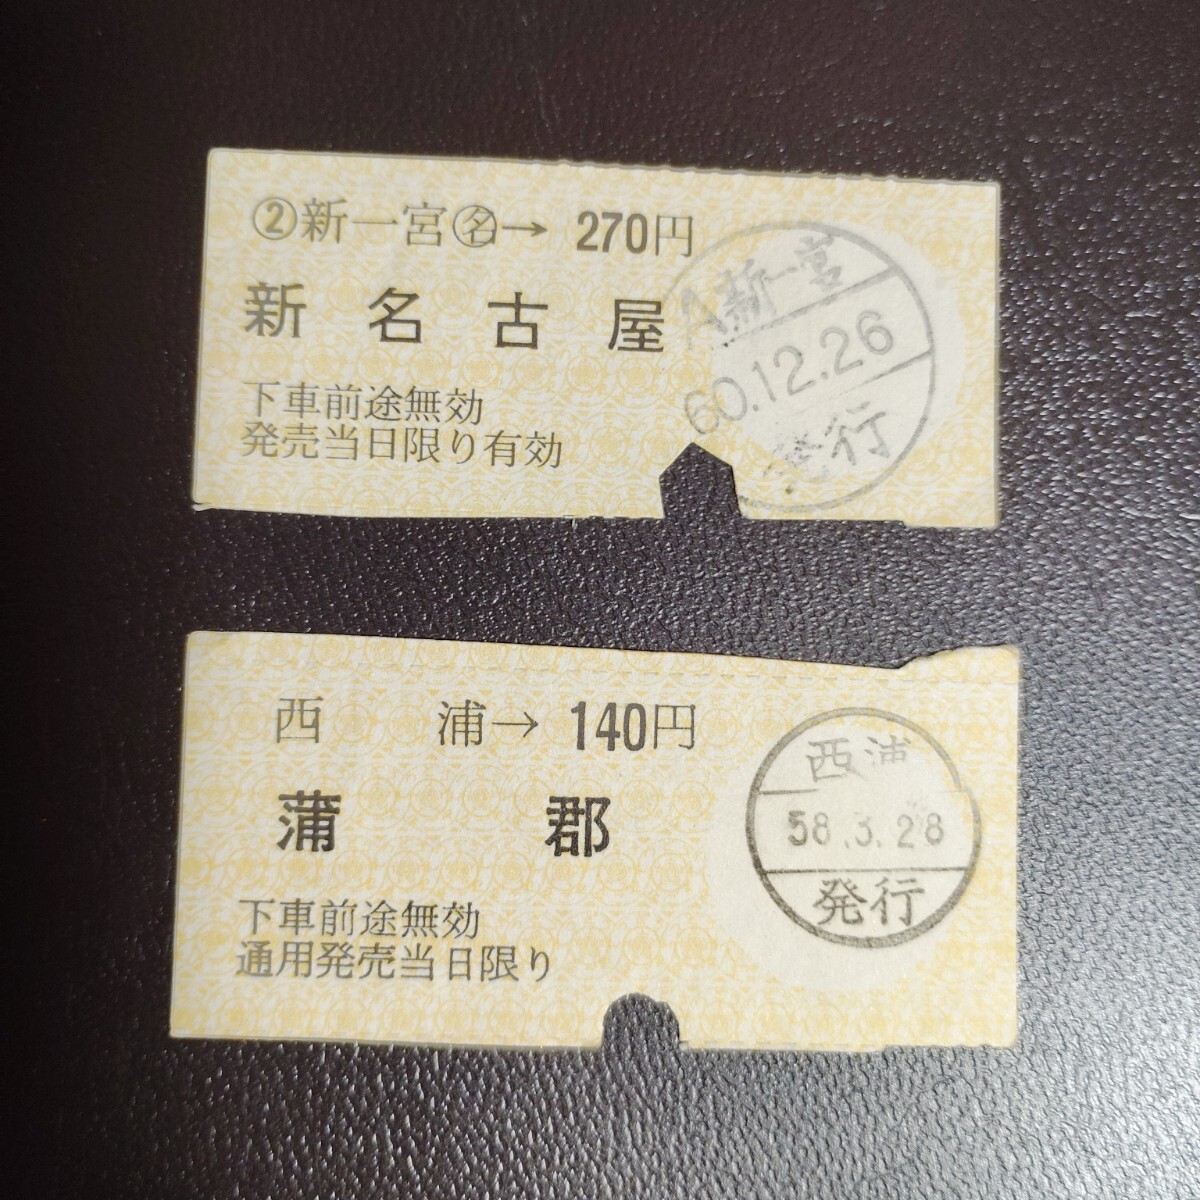 ②新一宮㊔→ 270円
新名古屋
下車前途無効
発売当日限り有効
A新一宮
60.12.26
発行
西浦→ 140円
蒲郡
下車前途無効
通用発売当日限り
西浦
58.3.28
発行